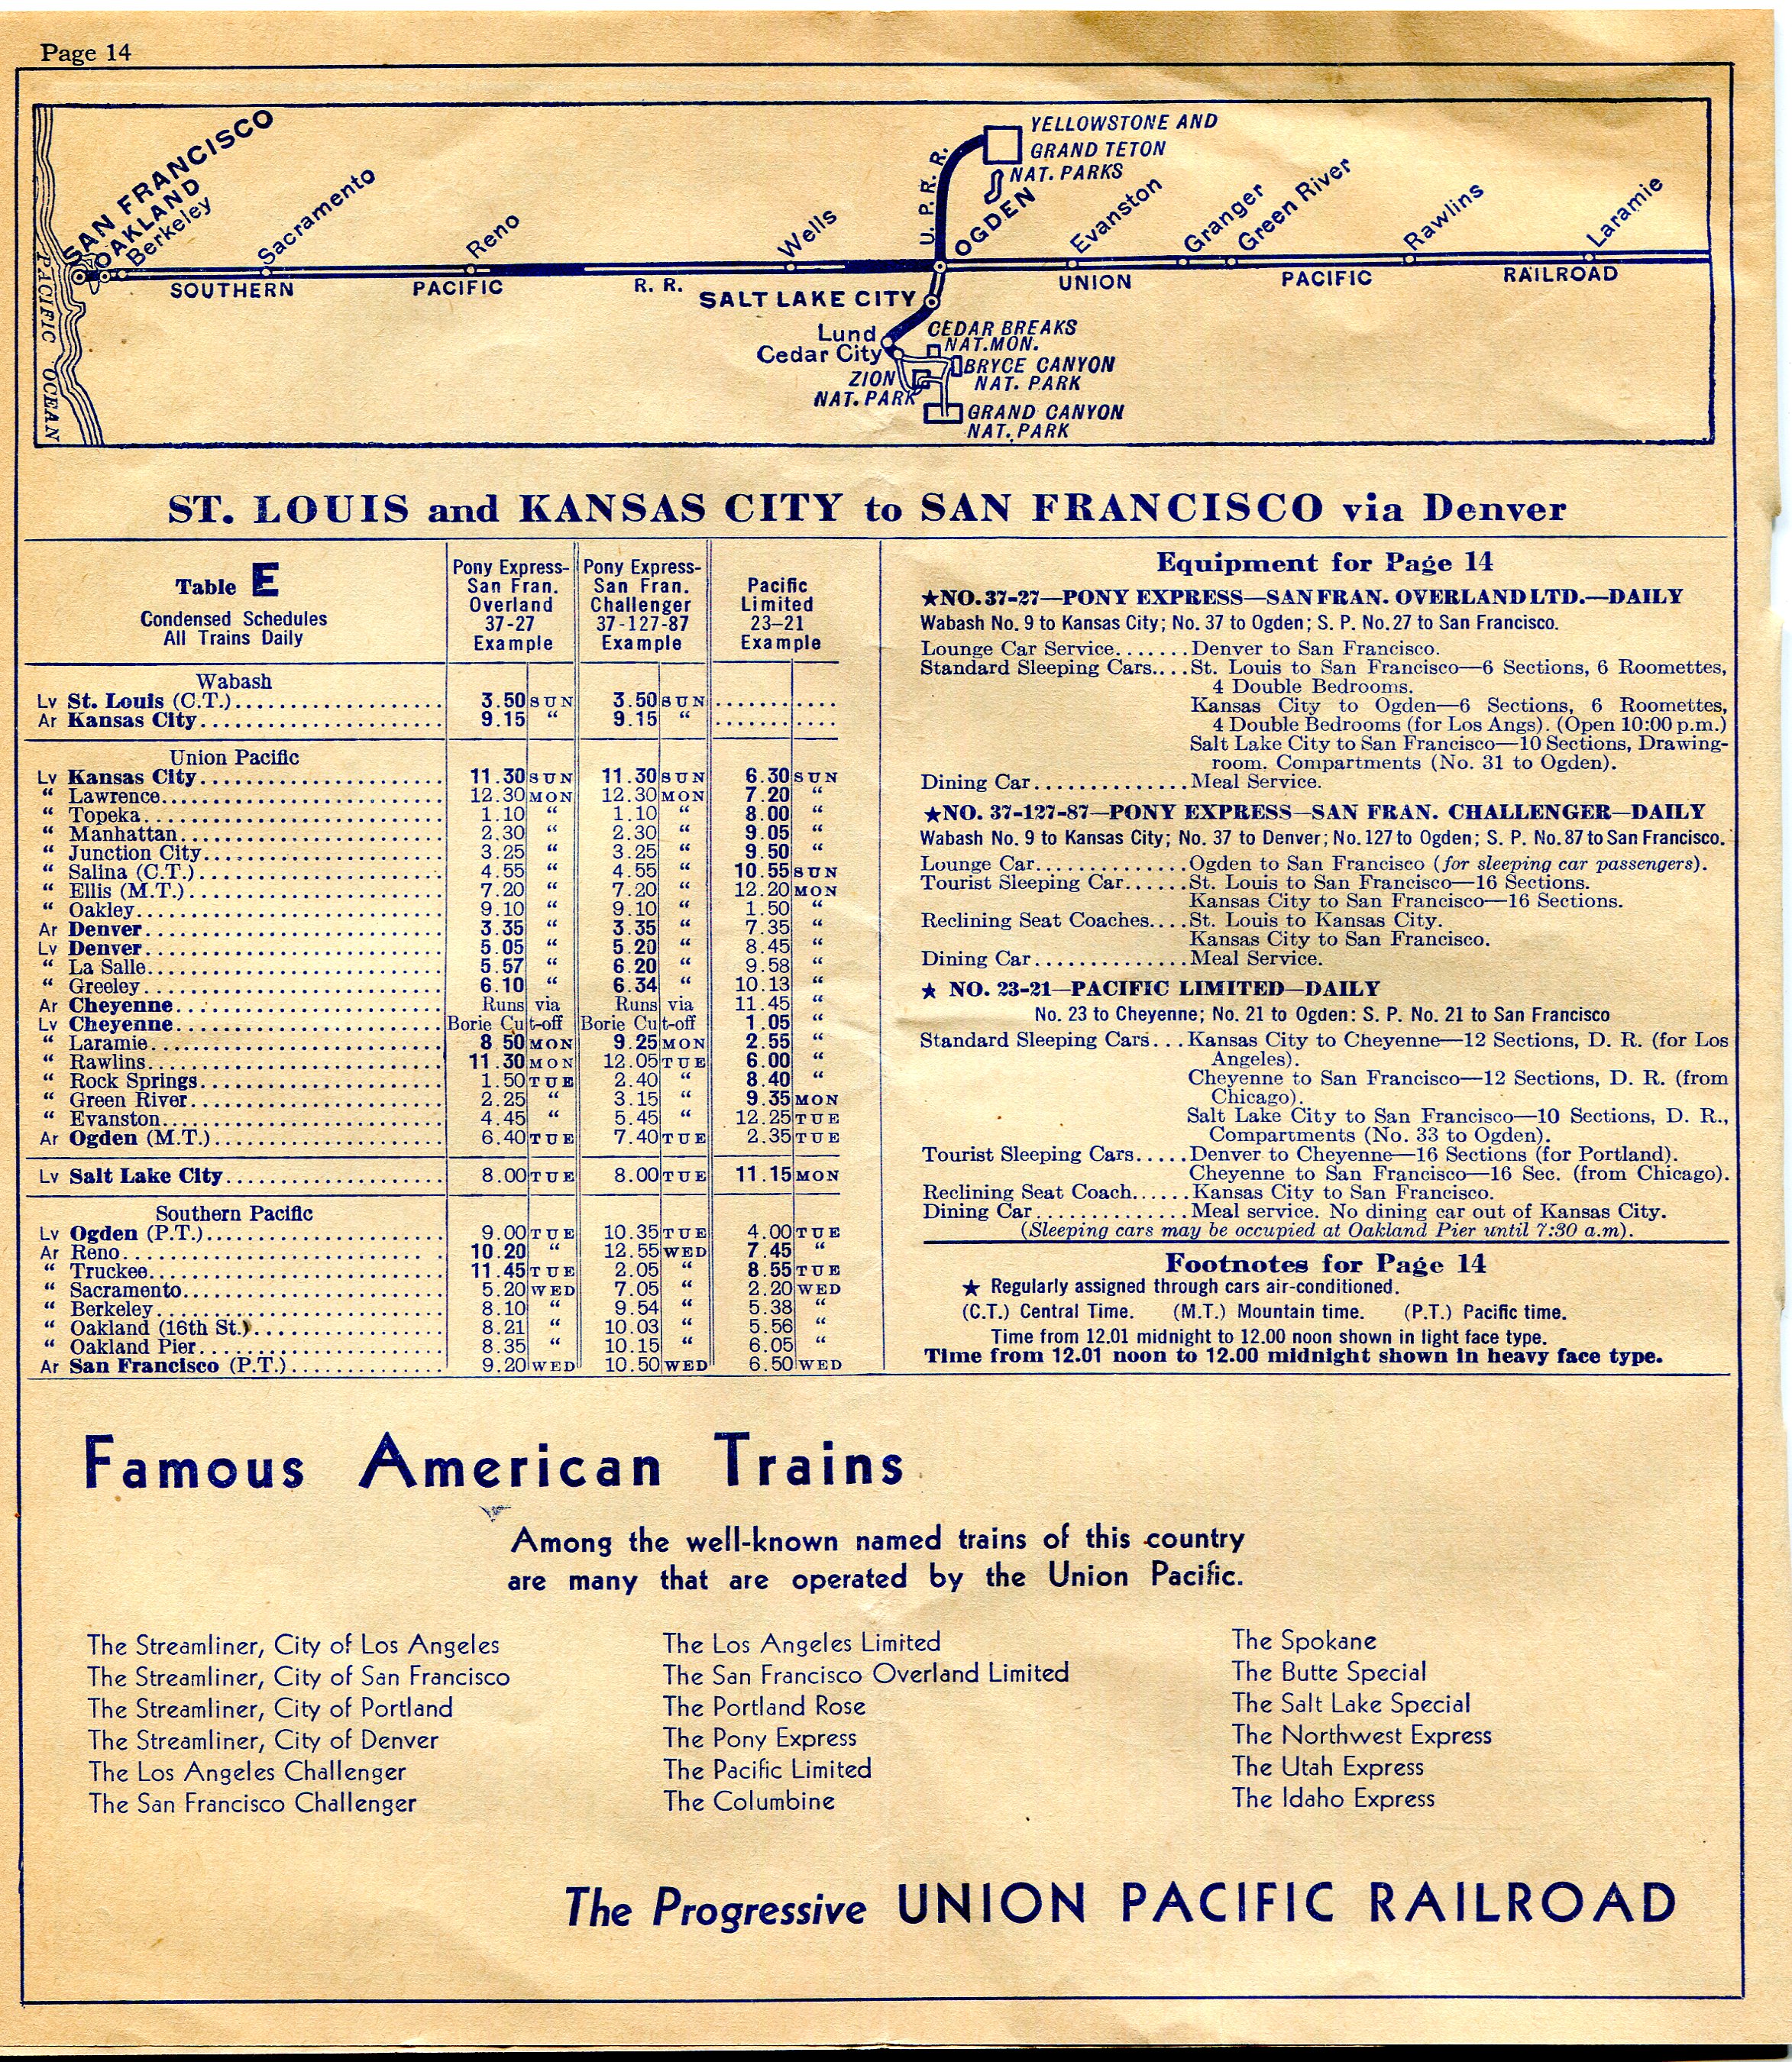 Page 14
SAN FRANCISCO
OAKLAND
Berkeley
Sacramento
Reno
Wells
U. P. R. R.
OGDEN
YELLOWSTONE AND
GRAND TETON
NAT. PARKS
Evanston
Granger
Green River
Rawlins
Laramie
PACIFIC OCEAN
SOUTHERN PACIFIC R. R.
UNION PACIFIC RAILROAD
SALT LAKE CITY
Lund
Cedar City
CEDAR BREAKS
NAT. MON.
BRYCE CANYON
NAT. PARK
ZION
NAT. PARK
GRAND CANYON
NAT. PARK
ST. LOUIS and KANSAS CITY to SAN FRANCISCO via Denver
Table E
Condensed Schedules
All Trains Daily
Pony Express-
San Fran.
Overland
37-27
Example
Pony Express-
San Fran.
Challenger
37-127-87
Example
Pacific
Limited
23-21
Example
Wabash
Lv St. Louis (C.T.) 3.50 SUN 3.50 SUN ........ ....
Ar Kansas City 9.15 “ 9.15 “ ........ ....
Union Pacific
Lv Kansas City 11.30 SUN 11.30 SUN 6.30 SUN
“ Lawrence 12.30 MON 12.30 MON 7.20 “
“ Topeka 1.10 “ 1.10 “ 8.00 “
“ Manhattan 2.30 “ 2.30 “ 9.05 “
“ Junction City 3.25 “ 3.25 “ 9.50 “
“ Salina (C.T.) 4.55 “ 4.55 “ 10.55 SUN
“ Ellis (M.T.) 7.20 “ 7.20 “ 12.20 MON
“ Oakley 9.10 “ 9.10 “ 1.50 “
Ar Denver 3.35 “ 3.35 “ 7.35 “
Lv Denver 5.05 “ 5.20 “ 8.45 “
“ La Salle 5.57 “ 6.20 “ 9.58 “
“ Greeley 6.10 “ 6.34 “ 10.13 “
Ar Cheyenne Runs via Runs via 11.45 “
Lv Cheyenne Borie Cut-off Borie Cut-off 1.05 “
“ Laramie 8 50 MON 9.25 MON 2.55 “
“ Rawlins 11.30 MON 12.05 TUE 6.00 “
“ Rock Springs 1.50 TUE 2.40 “ 8.40 “
“ Green River 2.25 “ 3.15 “ 9.35 MON
“ Evanston 4.45 “ 5.45 “ 12.25 TUE
Ar Ogden (M.T.) 6.40 TUE 7.40 TUE 2.35 TUE
Lv Salt Lake City 8.00 TUE 8.00 TUE 11.15 MON
Southern Pacific
Lv Ogden (P.T.) 9.00 TUE 10.35 TUE 4.00 TUE
Ar Reno 10.20 “ 12.55 WED 7.45 “
“ Truckee 11.45 TUE 2.05 “ 8.55 TUE
“ Sacramento 5.20 WED 7.05 “ 2.20 WED
“ Berkeley 8.10 “ 9.54 “ 5.38 “
“ Oakland (16th St.) 8.21 “ 10.03 “ 5.56 “
“ Oakland Pier 8.35 “ 10.15 “ 6.05 “
Ar San Francisco (P.T.) 9.20 WED 10.50 WED 6.50 WED
Equipment for Page 14
★NO. 37-27—PONY EXPRESS—SAN FRAN. OVERLAND LTD.—DAILY
Wabash No. 9 to Kansas City; No. 37 to Ogden; S. P. No. 27 to San Francisco.
Lounge Car Service.......Denver to San Francisco.
Standard Sleeping Cars....St. Louis to San Francisco—6 Sections, 6 Roomettes,
4 Double Bedrooms.
Kansas City to Ogden—6 Sections, 6 Roomettes,
4 Double Bedrooms (for Los Angs). (Open 10:00 p.m.)
Salt Lake City to San Francisco—10 Sections, Drawing-
room. Compartments (No. 31 to Ogden).
Dining Car..............Meal Service.
★NO. 37-127-87—PONY EXPRESS—SAN FRAN. CHALLENGER—DAILY
Wabash No. 9 to Kansas City; No. 37 to Denver; No. 127 to Ogden; S. P. No. 87 to San Francisco.
Lounge Car..............Ogden to San Francisco (for sleeping car passengers).
Tourist Sleeping Car......St. Louis to San Francisco—16 Sections.
Kansas City to San Francisco—16 Sections.
Reclining Seat Coaches....St. Louis to Kansas City.
Kansas City to San Francisco.
Dining Car..............Meal Service.
★ NO. 23-21—PACIFIC LIMITED—DAILY
No. 23 to Cheyenne; No. 21 to Ogden: S. P. No. 21 to San Francisco
Standard Sleeping Cars...Kansas City to Cheyenne—12 Sections, D. R. (for Los
Angeles).
Cheyenne to San Francisco—12 Sections, D. R. (from
Chicago).
Salt Lake City to San Francisco—10 Sections, D. R.,
Compartments (No. 33 to Ogden).
Tourist Sleeping Cars.....Denver to Cheyenne—16 Sections (for Portland).
Cheyenne to San Francisco—16 Sec. (from Chicago).
Reclining Seat Coach......Kansas City to San Francisco.
Dining Car..............Meal service. No dining car out of Kansas City.
(Sleeping cars may be occupied at Oakland Pier until 7:30 a.m).
Footnotes for Page 14
★ Regularly assigned through cars air-conditioned.
(C.T.) Central Time. (M.T.) Mountain time. (P.T.) Pacific time.
Time from 12.01 midnight to 12.00 noon shown in light face type.
Time from 12.01 noon to 12.00 midnight shown in heavy face type.
Famous American Trains
Among the well-known named trains of this country
are many that are operated by the Union Pacific.
The Streamliner, City of Los Angeles
The Streamliner, City of San Francisco
The Streamliner, City of Portland
The Streamliner, City of Denver
The Los Angeles Challenger
The San Francisco Challenger
The Los Angeles Limited
The San Francisco Overland Limited
The Portland Rose
The Pony Express
The Pacific Limited
The Columbine
The Spokane
The Butte Special
The Salt Lake Special
The Northwest Express
The Utah Express
The Idaho Express
The Progressive UNION PACIFIC RAILROAD